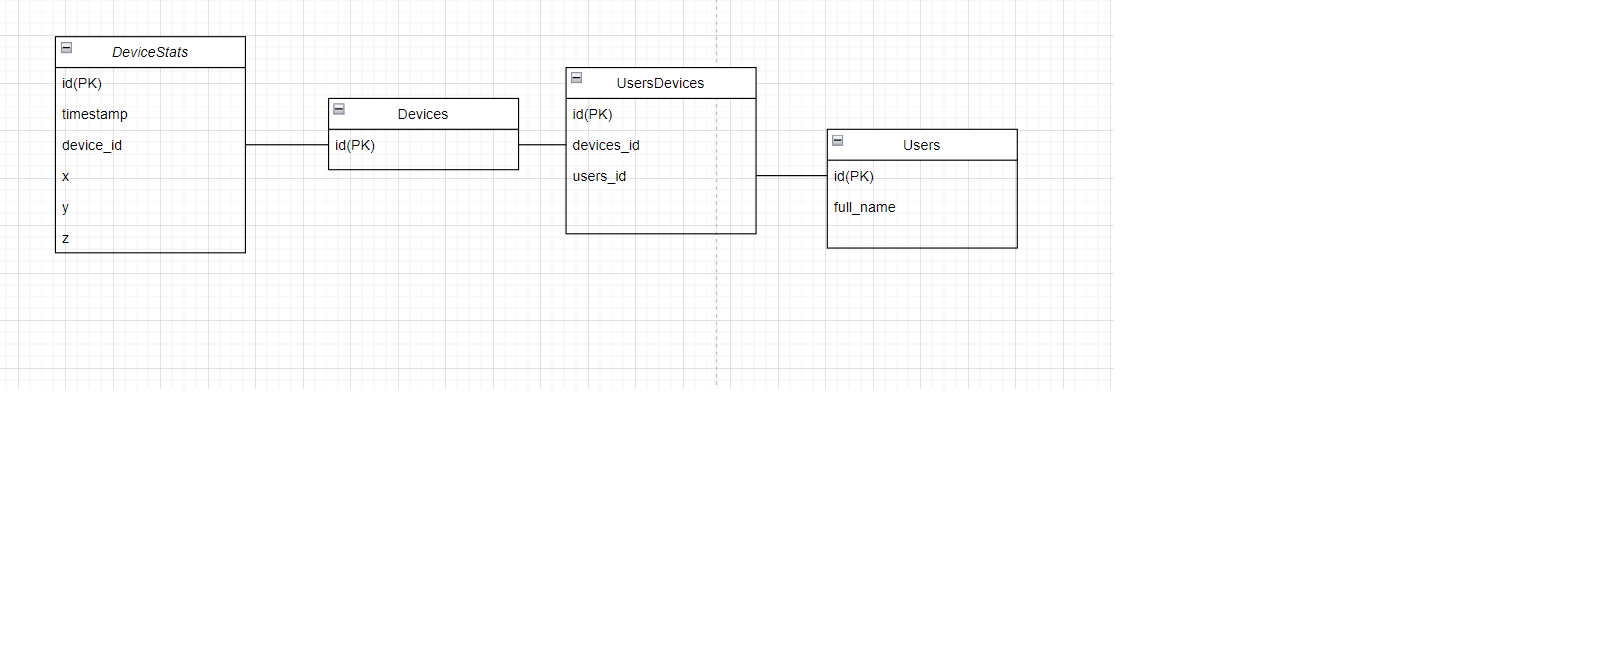 DeviceStats
id(PK)
timestamp
device_id
x
y
z
Devices
id(PK)
UsersDevices
id(PK)
devices_id
users_id
Users
id(PK)
full_name